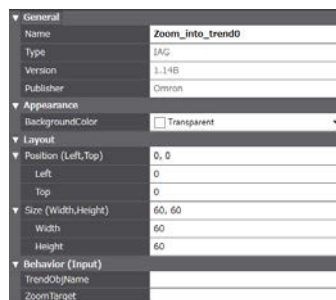 General
Name Zoom_into_trend0
Type IAG
Version 1.14B
Publisher Omron
Appearance
BackgroundColor Transparent
Layout
Position (Left,Top) 0, 0
Left 0
Top 0
Size (Width,Height) 60, 60
Width 60
Height 60
Behavior (Input)
TrendObjName
ZoomTarget